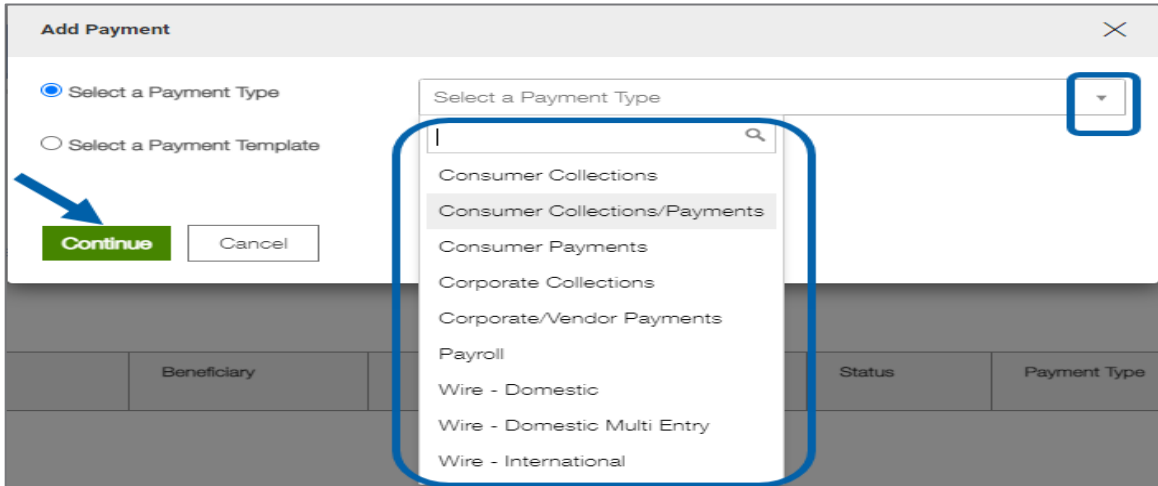 Add Payment
Select a Payment Type
Select a Payment Type
Select a Payment Template
Consumer Collections
Consumer Collections/Payments
Consumer Payments
Corporate Collections
Corporate/Vendor Payments
Payroll
Wire - Domestic
Wire - Domestic Multi Entry
Wire - International
Continue
Cancel
Beneficiary
Status
Payment Type